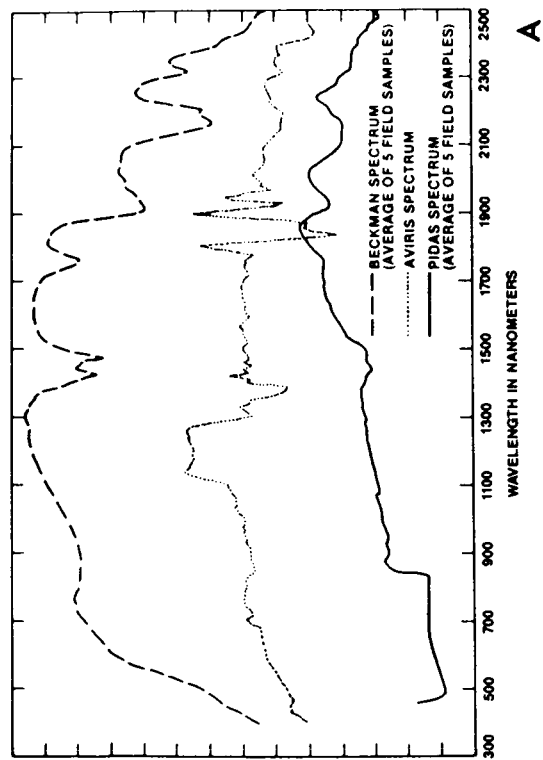 300 500 700 900 1100 1300 1500 1700 1900 2100 2300 2500
WAVELENGTH IN NANOMETERS
BECKMAN SPECTRUM
(AVERAGE OF 5 FIELD SAMPLES)
AVIRIS SPECTRUM
PIDAS SPECTRUM
(AVERAGE OF 5 FIELD SAMPLES)
A